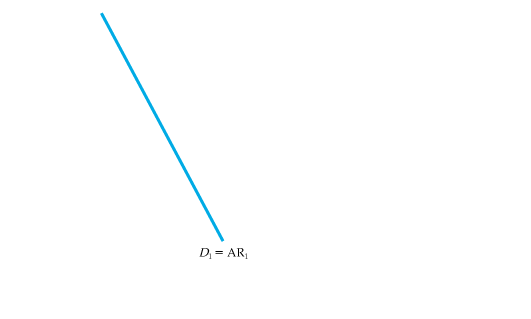 D₁ = AR₁